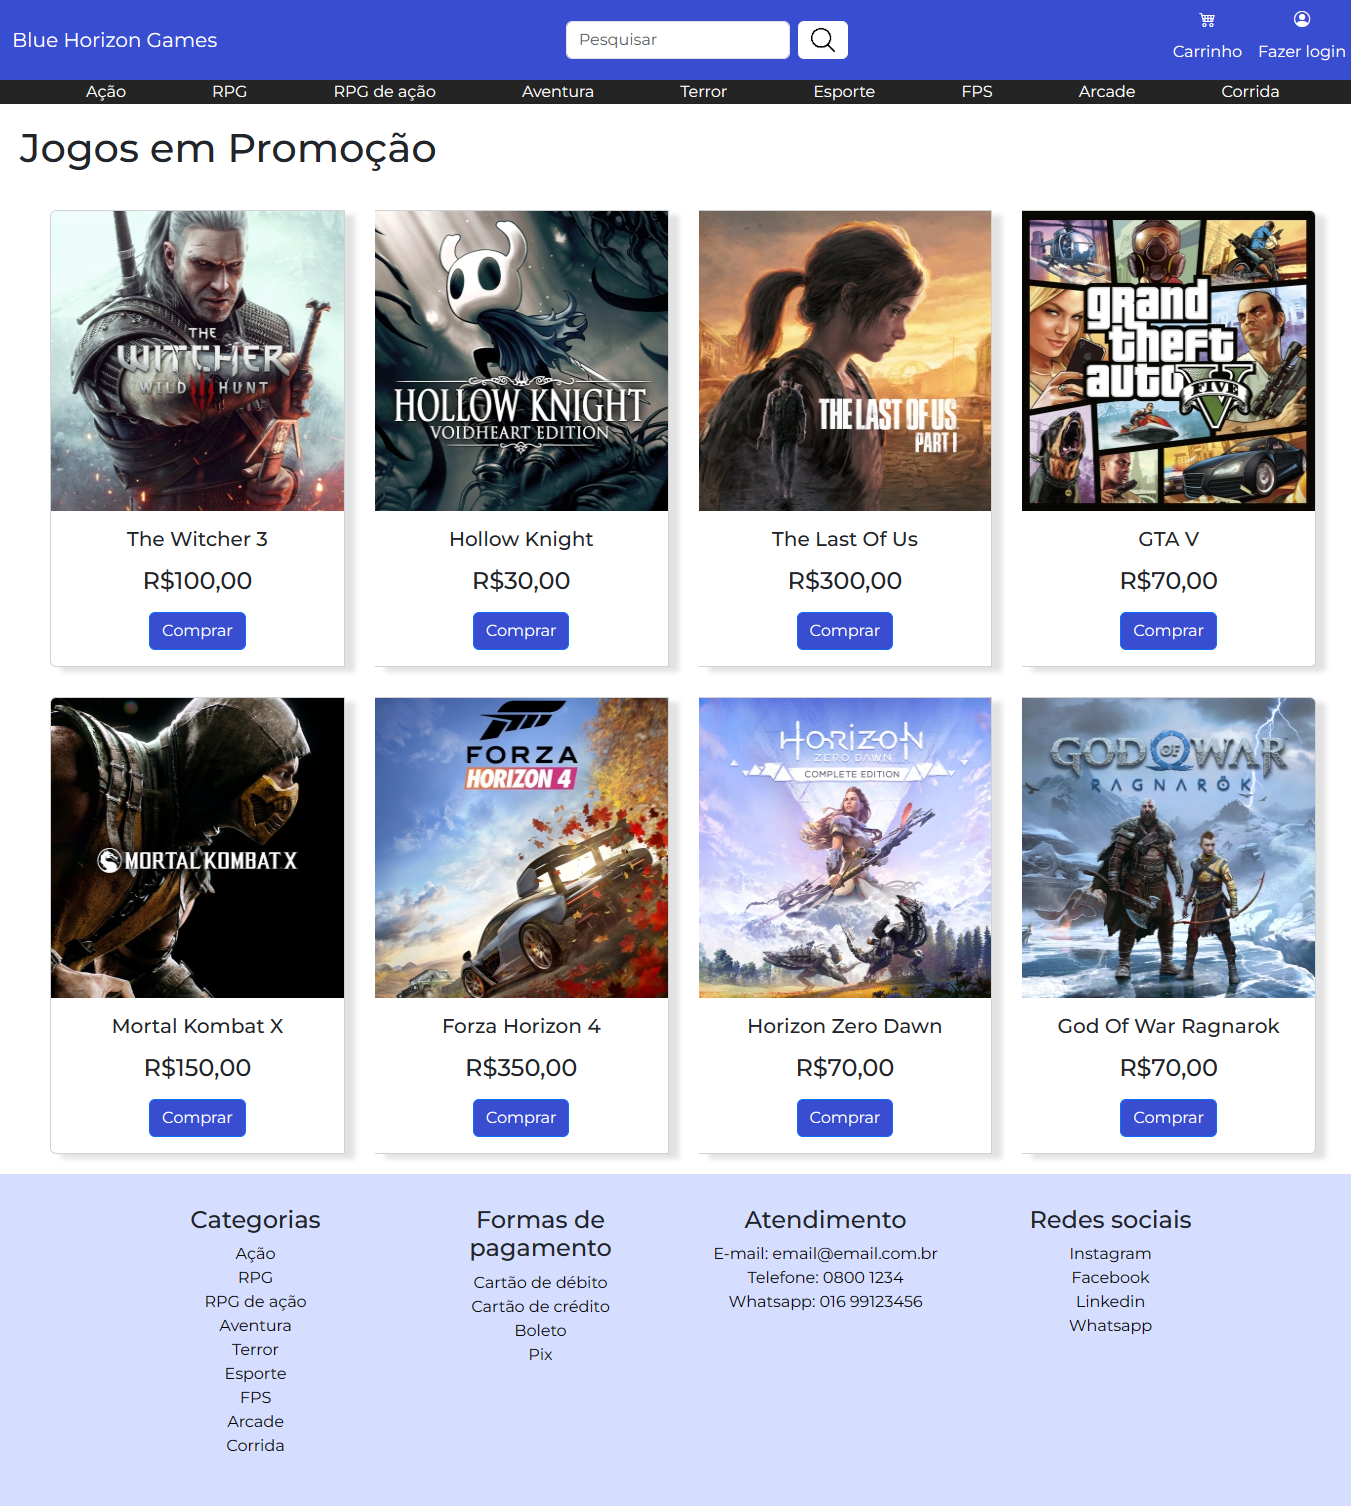 Blue Horizon Games
Pesquisar
Carrinho
Fazer login
Ação RPG RPG de ação Aventura Terror Esporte FPS Arcade Corrida
Jogos em Promoção
THE
WITCHER
III
WILD HUNT
HOLLOW KNIGHT
VOIDHEART EDITION
THE LAST OF US
PART I
grand
theft
auto
V
FIVE
The Witcher 3
R$100,00
Comprar
Hollow Knight
R$30,00
Comprar
The Last Of Us
R$300,00
Comprar
GTA V
R$70,00
Comprar
MORTAL KOMBAT X
FORZA
HORIZON 4
HORIZON
ZERO DAWN
COMPLETE EDITION
GOD OF WAR
RAGNARÖK
Mortal Kombat X
R$150,00
Comprar
Forza Horizon 4
R$350,00
Comprar
Horizon Zero Dawn
R$70,00
Comprar
God Of War Ragnarok
R$70,00
Comprar
Categorias
Ação
RPG
RPG de ação
Aventura
Terror
Esporte
FPS
Arcade
Corrida
Formas de
pagamento
Cartão de débito
Cartão de crédito
Boleto
Pix
Atendimento
E-mail: email@email.com.br
Telefone: 0800 1234
Whatsapp: 016 99123456
Redes sociais
Instagram
Facebook
Linkedin
Whatsapp